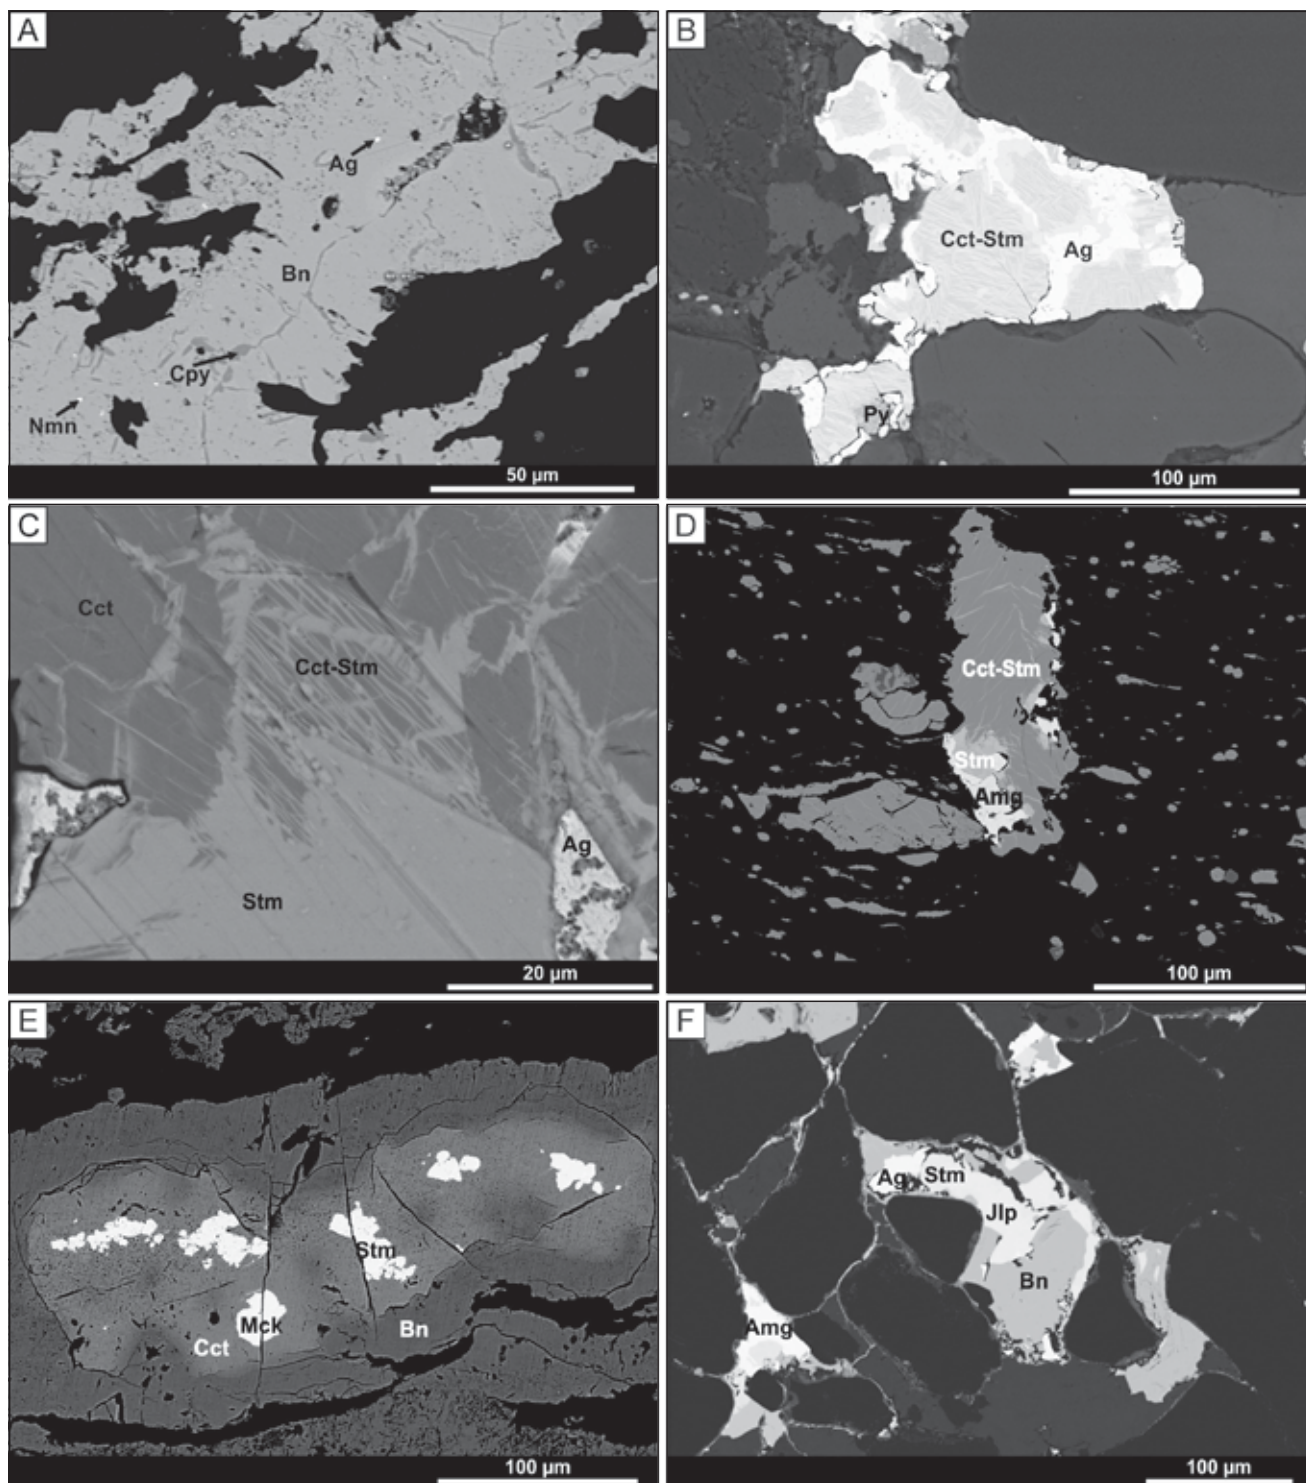 A
Ag
Bn
Cpy
Nmn
50 µm
B
Cct-Stm
Ag
Py
100 µm
C
Cct
Cct-Stm
Ag
Stm
20 µm
D
Cct-Stm
Stm
Amg
100 µm
E
Stm
Mck
Cct
Bn
100 µm
F
Ag
Stm
Jlp
Bn
Amg
100 µm